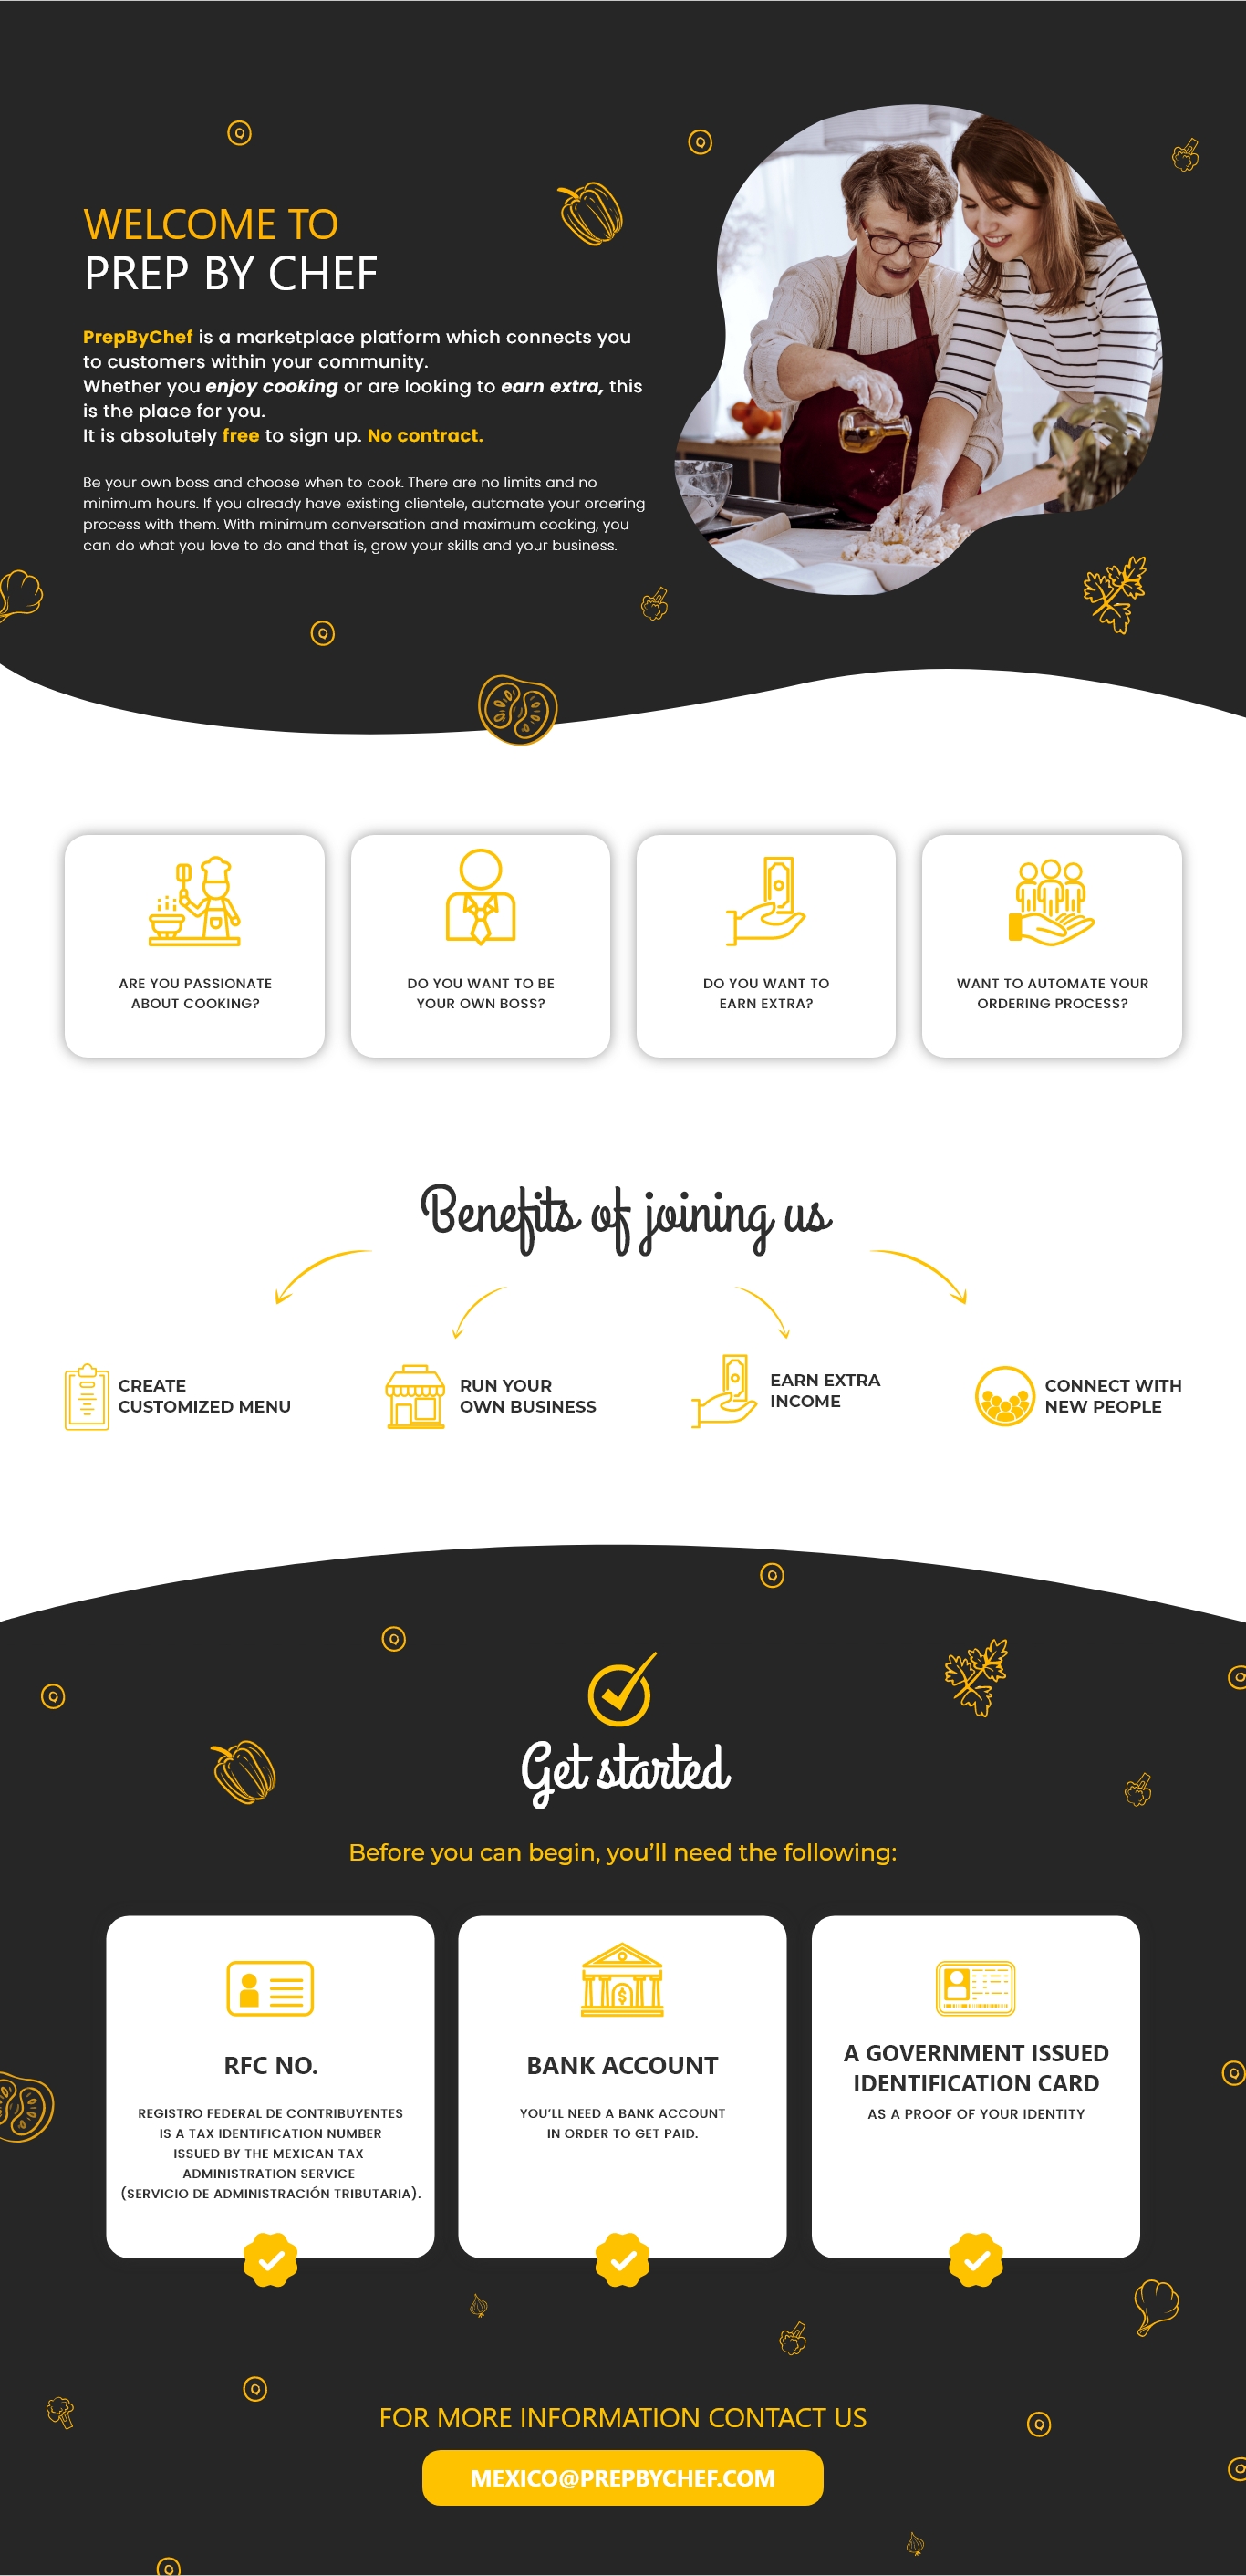 WELCOME TO
PREP BY CHEF
PrepByChef is a marketplace platform which connects you
to customers within your community.
Whether you enjoy cooking or are looking to earn extra, this
is the place for you.
It is absolutely free to sign up. No contract.
Be your own boss and choose when to cook. There are no limits and no
minimum hours. If you already have existing clientele, automate your ordering
process with them. With minimum conversation and maximum cooking, you
can do what you love to do and that is, grow your skills and your business.
ARE YOU PASSIONATE
ABOUT COOKING?
DO YOU WANT TO BE
YOUR OWN BOSS?
DO YOU WANT TO
EARN EXTRA?
WANT TO AUTOMATE YOUR
ORDERING PROCESS?
Benefits of joining us
CREATE
CUSTOMIZED MENU
RUN YOUR
OWN BUSINESS
EARN EXTRA
INCOME
CONNECT WITH
NEW PEOPLE
Get started
Before you can begin, you'll need the following:
RFC NO.
REGISTRO FEDERAL DE CONTRIBUYENTES
IS A TAX IDENTIFICATION NUMBER
ISSUED BY THE MEXICAN TAX
ADMINISTRATION SERVICE
(SERVICIO DE ADMINISTRACIÓN TRIBUTARIA).
BANK ACCOUNT
YOU'LL NEED A BANK ACCOUNT
IN ORDER TO GET PAID.
A GOVERNMENT ISSUED
IDENTIFICATION CARD
AS A PROOF OF YOUR IDENTITY
FOR MORE INFORMATION CONTACT US
MEXICO@PREPBYCHEF.COM